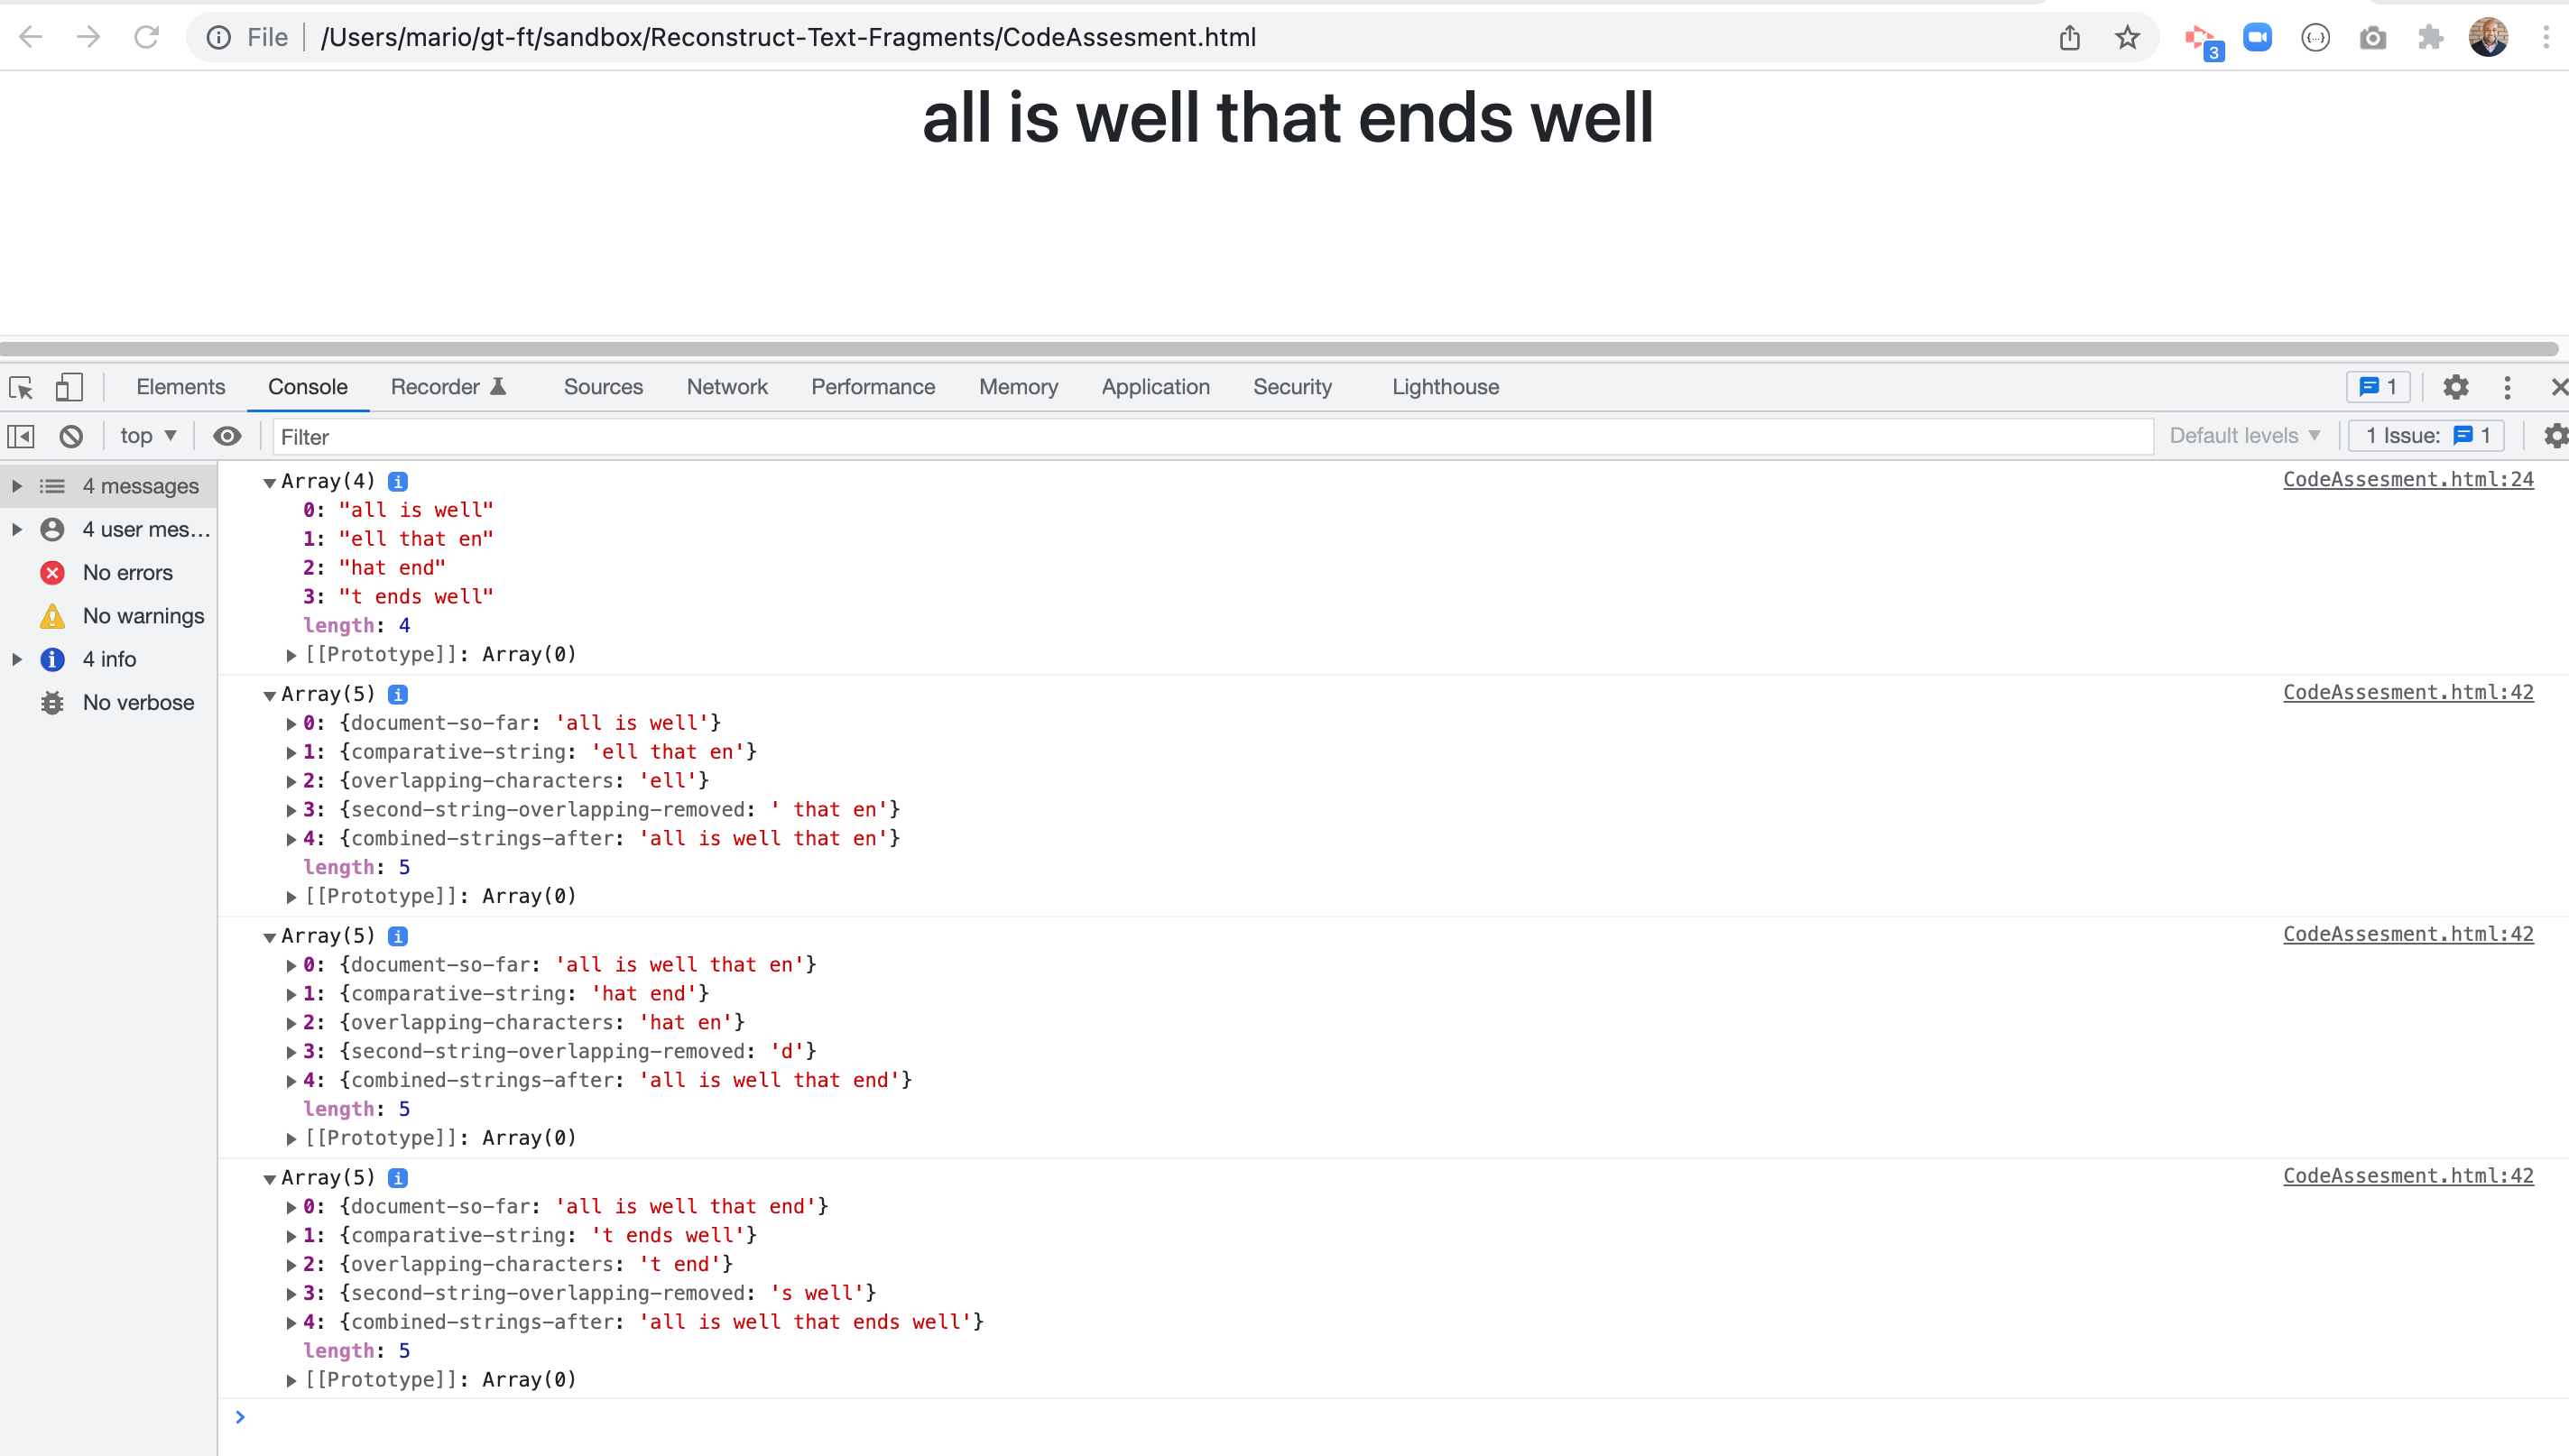 File /Users/mario/gt-ft/sandbox/Reconstruct-Text-Fragments/CodeAssesment.html 3
all is well that ends well
Elements Console Recorder Sources Network Performance Memory Application Security Lighthouse 1
top Filter Default levels 1 Issue: 1
4 messages
4 user mes…
No errors
No warnings
4 info
No verbose
Array(4) i CodeAssesment.html:24
0: "all is well"
1: "ell that en"
2: "hat end"
3: "t ends well"
length: 4
[[Prototype]]: Array(0)
Array(5) i CodeAssesment.html:42
0: {document-so-far: 'all is well'}
1: {comparative-string: 'ell that en'}
2: {overlapping-characters: 'ell'}
3: {second-string-overlapping-removed: ' that en'}
4: {combined-strings-after: 'all is well that en'}
length: 5
[[Prototype]]: Array(0)
Array(5) i CodeAssesment.html:42
0: {document-so-far: 'all is well that en'}
1: {comparative-string: 'hat end'}
2: {overlapping-characters: 'hat en'}
3: {second-string-overlapping-removed: 'd'}
4: {combined-strings-after: 'all is well that end'}
length: 5
[[Prototype]]: Array(0)
Array(5) i CodeAssesment.html:42
0: {document-so-far: 'all is well that end'}
1: {comparative-string: 't ends well'}
2: {overlapping-characters: 't end'}
3: {second-string-overlapping-removed: 's well'}
4: {combined-strings-after: 'all is well that ends well'}
length: 5
[[Prototype]]: Array(0)